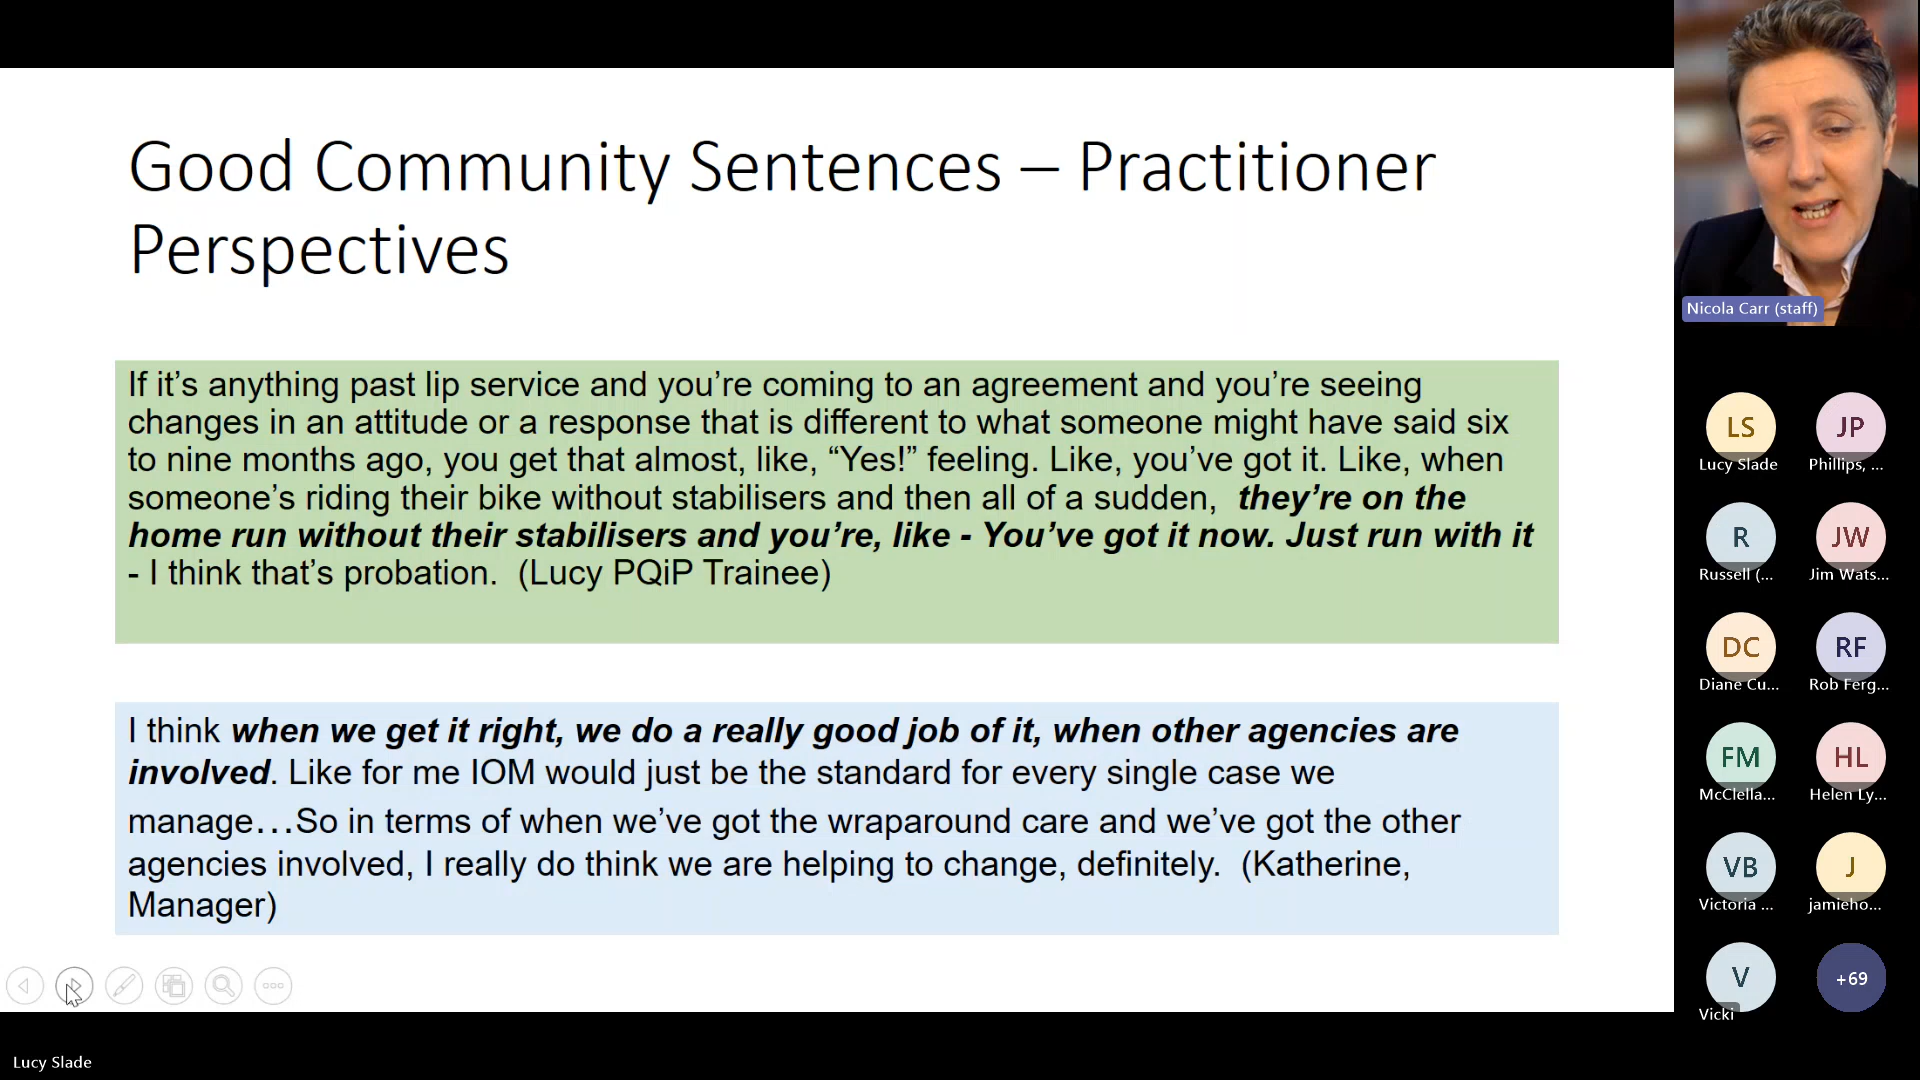 Good Community Sentences – Practitioner
Perspectives
If it’s anything past lip service and you’re coming to an agreement and you’re seeing
changes in an attitude or a response that is different to what someone might have said six
to nine months ago, you get that almost, like, “Yes!” feeling. Like, you’ve got it. Like, when
someone’s riding their bike without stabilisers and then all of a sudden, they’re on the
home run without their stabilisers and you’re, like - You’ve got it now. Just run with it
- I think that’s probation. (Lucy PQiP Trainee)
I think when we get it right, we do a really good job of it, when other agencies are
involved. Like for me IOM would just be the standard for every single case we
manage…So in terms of when we’ve got the wraparound care and we’ve got the other
agencies involved, I really do think we are helping to change, definitely. (Katherine,
Manager)
Nicola Carr (staff)
LS
Lucy Slade
JP
Phillips, ...
R
Russell (...
JW
Jim Wats...
DC
Diane Cu...
RF
Rob Ferg...
FM
McClella...
HL
Helen Ly...
VB
Victoria ...
J
jamieho...
V
Vicki
+69
Lucy Slade